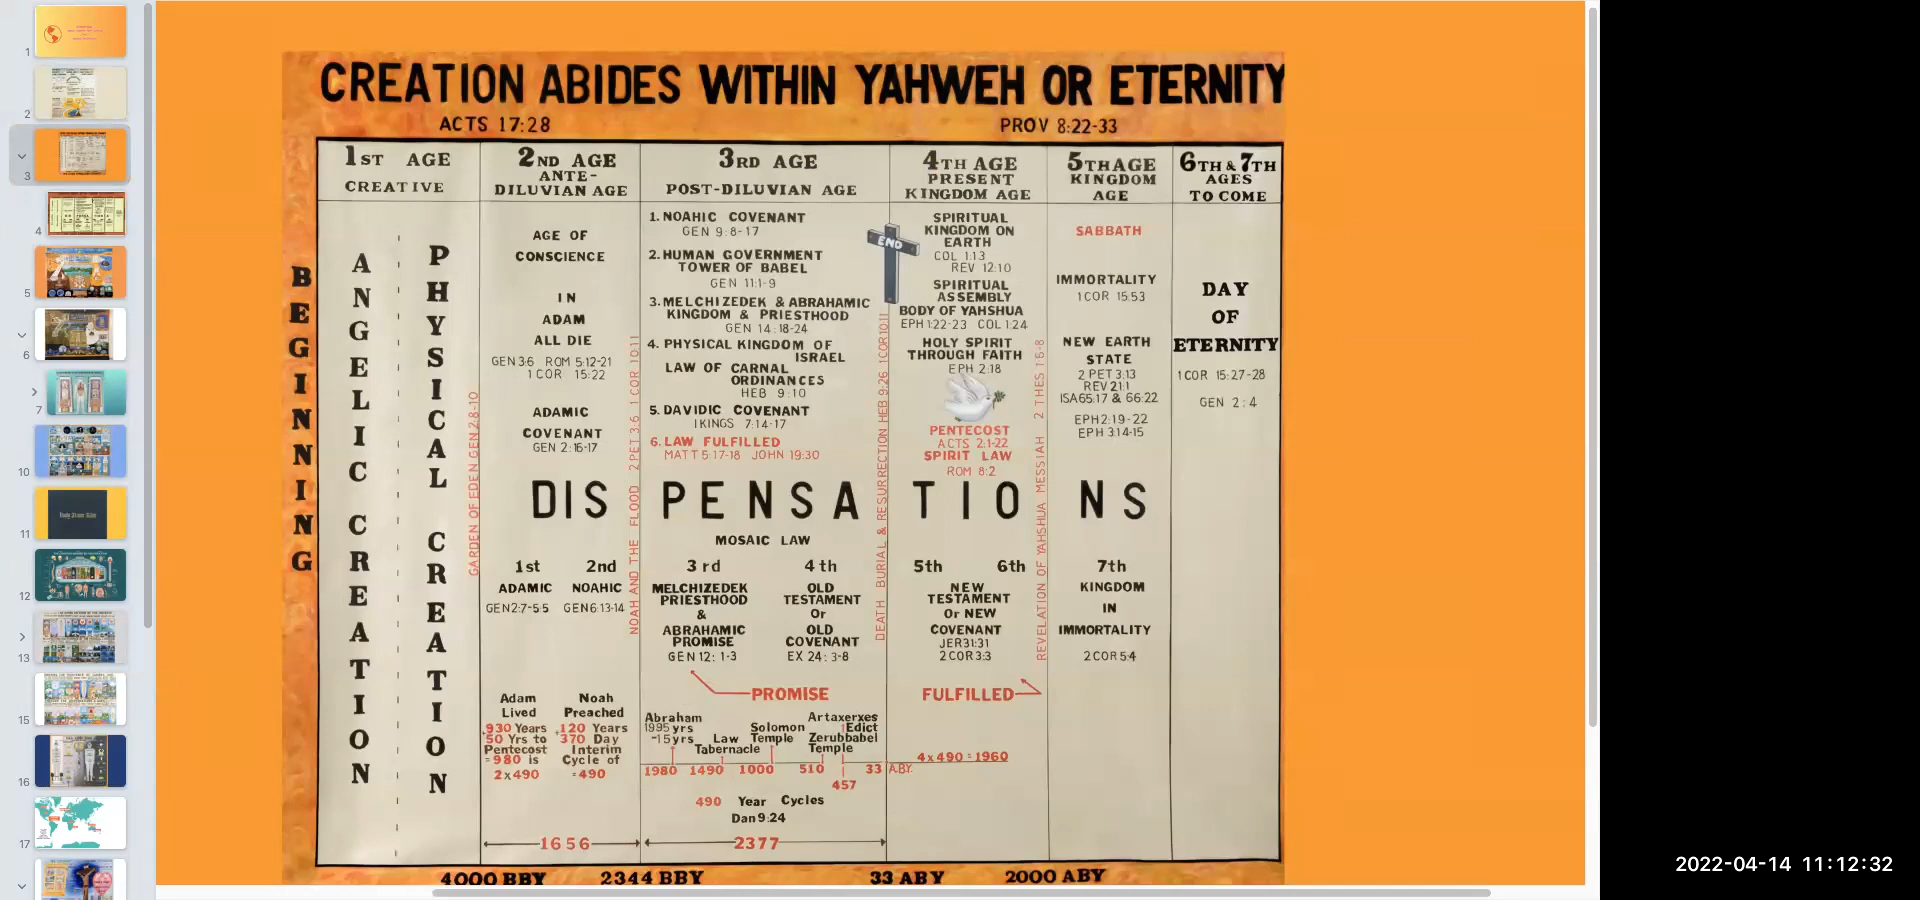 CREATION ABIDES WITHIN YAHWEH OR ETERNITY
ACTS 17:28
PROV 8:22-33
1ST AGE
CREATIVE
2ND AGE
ANTE-
DILUVIAN AGE
3RD AGE
POST-DILUVIAN AGE
4TH AGE
PRESENT
KINGDOM AGE
5TH AGE
KINGDOM
AGE
6TH & 7TH
AGES
TO COME
BEGINNING
ANGELIC CREATION
PHYSICAL CREATION
GARDEN OF EDEN GEN 2:8-10
AGE OF
CONSCIENCE
IN
ADAM
ALL DIE
GEN 3:6 ROM 5:12-21
1 COR 15:22
ADAMIC
COVENANT
GEN 2:16-17
NOAH AND THE FLOOD 2 PET 3:6 1 COR 10:11
1. NOAHIC COVENANT
GEN 9:8-17
2. HUMAN GOVERNMENT
TOWER OF BABEL
GEN 11:1-9
3. MELCHIZEDEK & ABRAHAMIC
KINGDOM & PRIESTHOOD
GEN 14:18-24
4. PHYSICAL KINGDOM OF
ISRAEL
LAW OF CARNAL
ORDINANCES
HEB 9:10
5. DAVIDIC COVENANT
I KINGS 7:14-17
6. LAW FULFILLED
MATT 5:17-18 JOHN 19:30
END
DEATH BURIAL & RESURRECTION HEB 9:26 1COR10:11
SPIRITUAL
KINGDOM ON
EARTH
COL 1:13
REV 12:10
SPIRITUAL
ASSEMBLY
BODY OF YAHSHUA
EPH 1:22-23 COL 1:24
HOLY SPIRIT
THROUGH FAITH
EPH 2:18
PENTECOST
ACTS 2:1-22
SPIRIT LAW
ROM 8:2
REVELATION OF YAHSHUA MESSIAH 2 THES 1:6-8
SABBATH
IMMORTALITY
1 COR 15:53
NEW EARTH
STATE
2 PET 3:13
REV 21:1
ISA 65:17 & 66:22
EPH 2:19-22
EPH 3:14-15
DAY
OF
ETERNITY
1 COR 15:27-28
GEN 2:4
DISPENSATIONS
MOSAIC LAW
1st
2nd
3rd
4th
5th
6th
7th
ADAMIC
GEN 2:7-5:5
NOAHIC
GEN 6:13-14
MELCHIZEDEK
PRIESTHOOD
&
ABRAHAMIC
PROMISE
GEN 12:1-3
OLD
TESTAMENT
Or
OLD
COVENANT
EX 24:3-8
NEW
TESTAMENT
Or NEW
COVENANT
JER 31:31
2 COR 3:3
KINGDOM
IN
IMMORTALITY
2 COR 5:4
PROMISE
FULFILLED
Adam
Lived
930 Years
50 Yrs to
Pentecost
=980 is
2x490
Noah
Preached
120 Years
370 Day
Interim
Cycle of
=490
Abraham
1995 yrs
-15 yrs
Law
Tabernacle
Solomon
Temple
Artaxerxes
Edict
Zerubbabel
Temple
1980 1490 1000 510 33 A.B.Y.
457
4x490=1960
490 Year Cycles
Dan 9:24
1656
2377
4000 BBY 2344 BBY 33 ABY 2000 ABY
1
2
3
4
5
6
7
10
11
12
13
15
16
17
2022-04-14 11:12:32